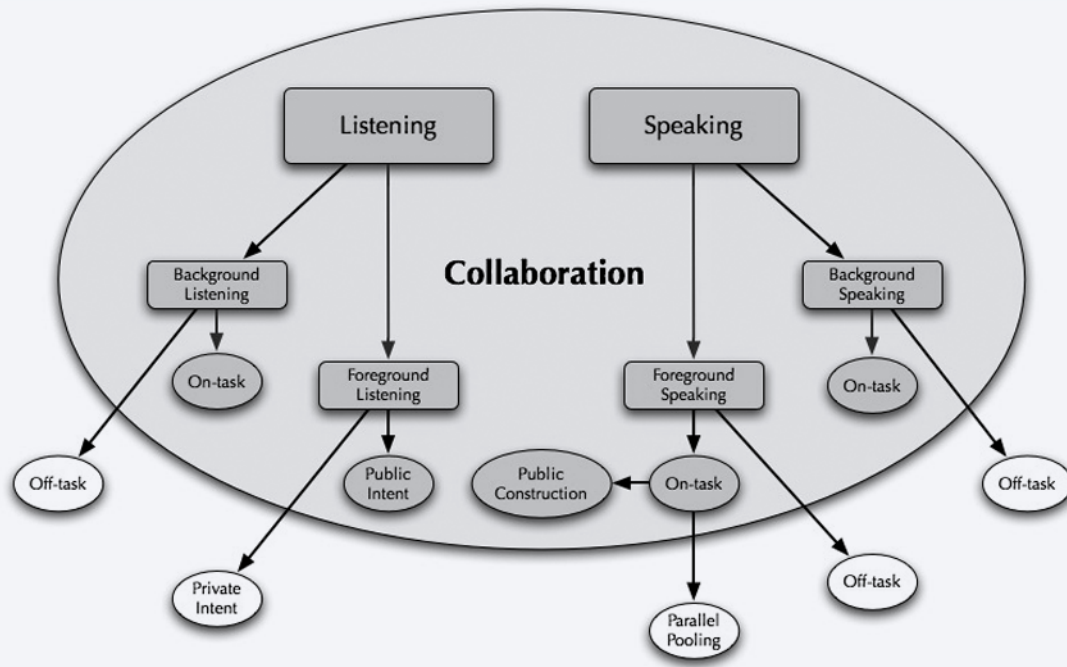 Listening
Speaking
Collaboration
Background
Listening
Background
Speaking
On-task
Foreground
Listening
Foreground
Speaking
On-task
Off-task
Public
Intent
Public
Construction
On-task
Off-task
Private
Intent
Off-task
Parallel
Pooling